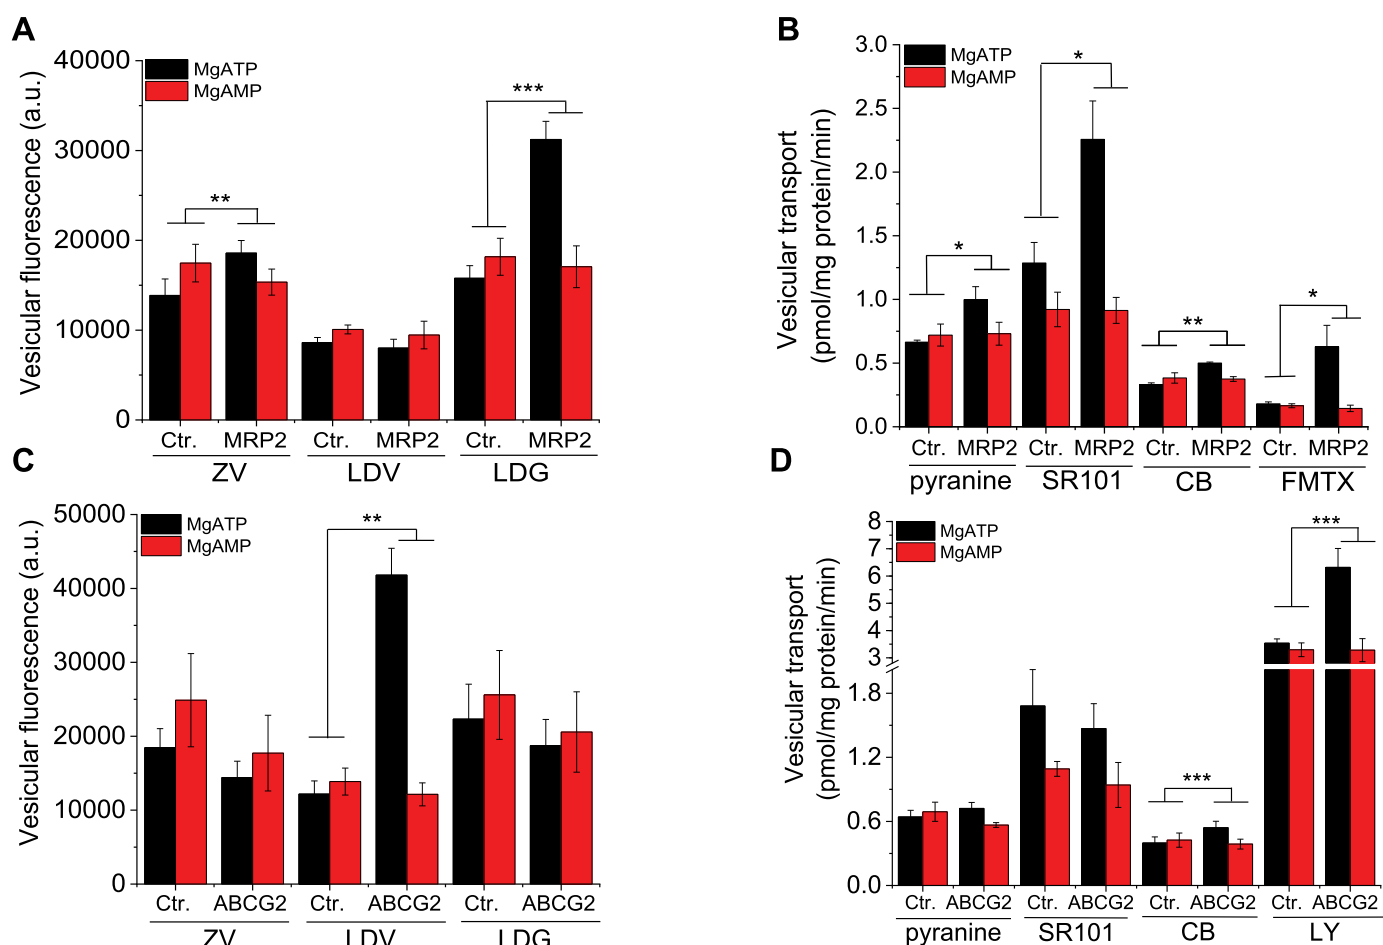 A
Vesicular fluorescence (a.u.)
40000
30000
20000
10000
0
MgATP
MgAMP
**
***
Ctr. MRP2 Ctr. MRP2 Ctr. MRP2
ZV LDV LDG
B
Vesicular transport
(pmol/mg protein/min)
3.0
2.5
2.0
1.5
1.0
0.5
0.0
MgATP
MgAMP
*
*
**
*
Ctr. MRP2 Ctr. MRP2 Ctr. MRP2 Ctr. MRP2
pyranine SR101 CB FMTX
C
Vesicular fluorescence (a.u.)
50000
40000
30000
20000
10000
0
MgATP
MgAMP
**
Ctr. ABCG2 Ctr. ABCG2 Ctr. ABCG2
ZV LDV LDG
D
Vesicular transport
(pmol/mg protein/min)
8
7
6
5
4
3
1.8
1.2
0.6
0.0
MgATP
MgAMP
***
***
Ctr. ABCG2 Ctr. ABCG2 Ctr. ABCG2 Ctr. ABCG2
pyranine SR101 CB LY